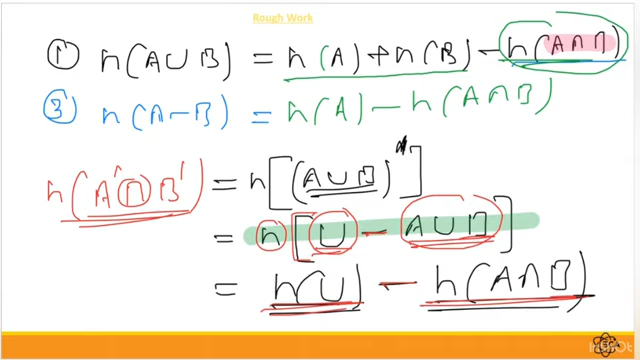 Rough Work
① n(A∪B) = n(A)+n(B)−n(A∩B)
③ n(A−B) = n(A)−n(A∩B)
n(A'∩B') = n[(A∪B)']
= n[U − A∪B]
= n(U) − n(A∩B)